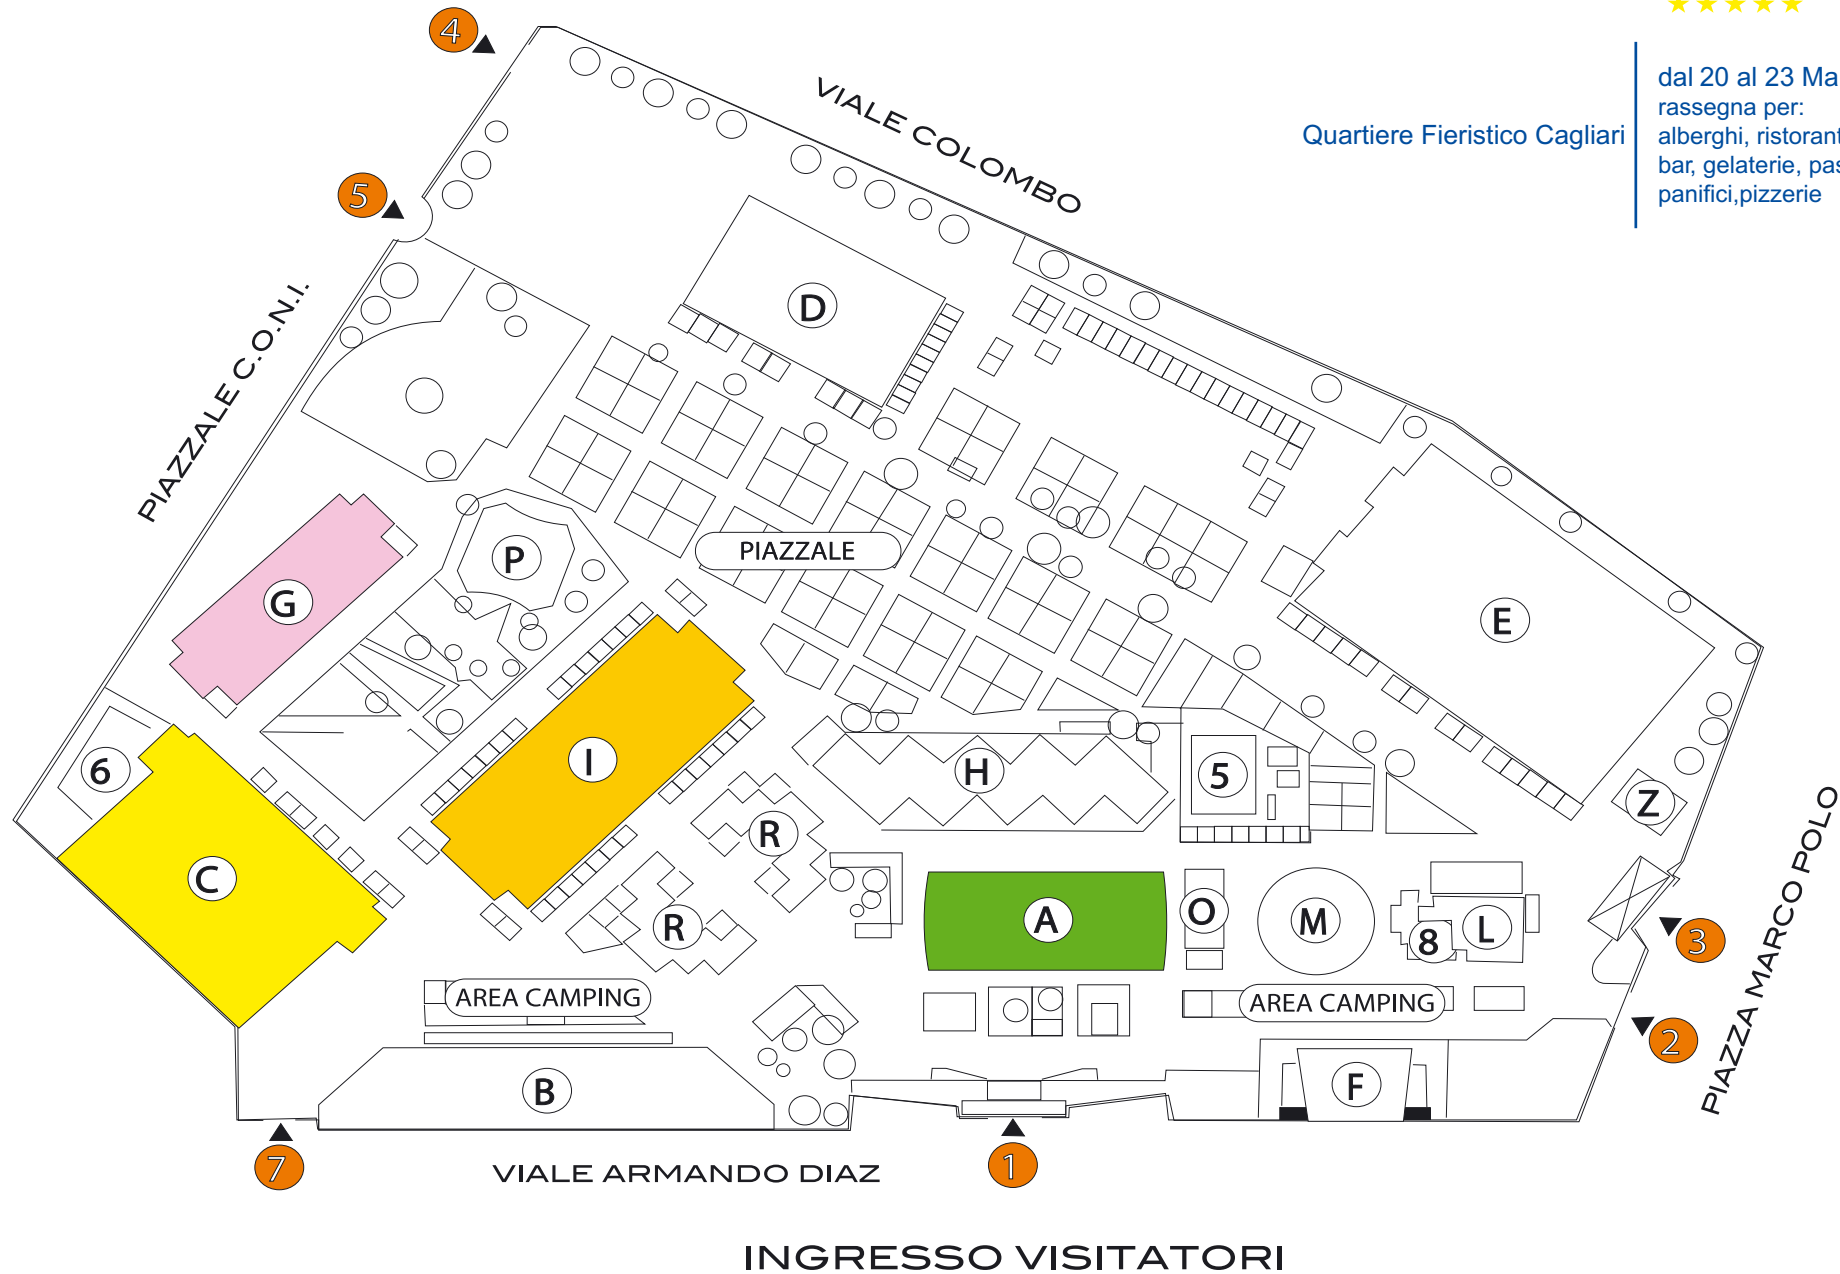 4
VIALE COLOMBO
Quartiere Fieristico Cagliari
dal 20 al 23 Ma
rassegna per:
alberghi, ristorant
bar, gelaterie, pas
panifici,pizzerie
5
PIAZZALE C.O.N.I.
D
P
PIAZZALE
G
E
6
I
H
5
Z
R
C
A
O
M
8
L
R
3
AREA CAMPING
AREA CAMPING
2
PIAZZA MARCO POLO
B
F
7
VIALE ARMANDO DIAZ
1
INGRESSO VISITATORI